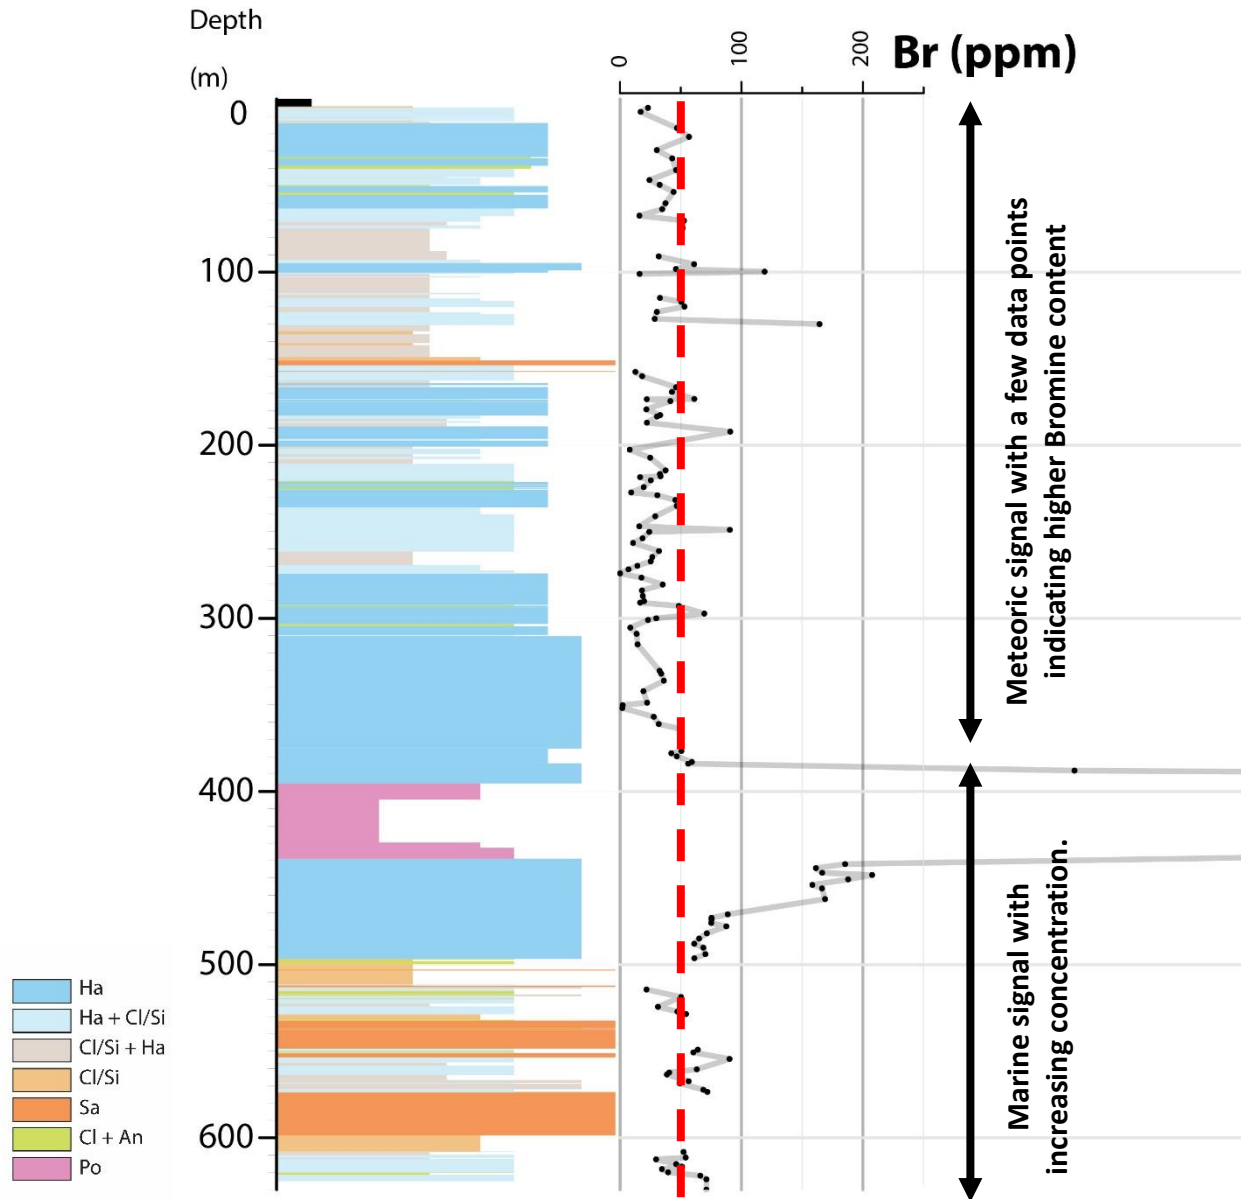 Depth
(m)
0
100
200
Br (ppm)
0
100
200
300
400
500
600
Meteoric signal with a few data points
indicating higher Bromine content
Marine signal with
increasing concentration.
Ha
Ha + Cl/Si
Cl/Si + Ha
Cl/Si
Sa
Cl + An
Po